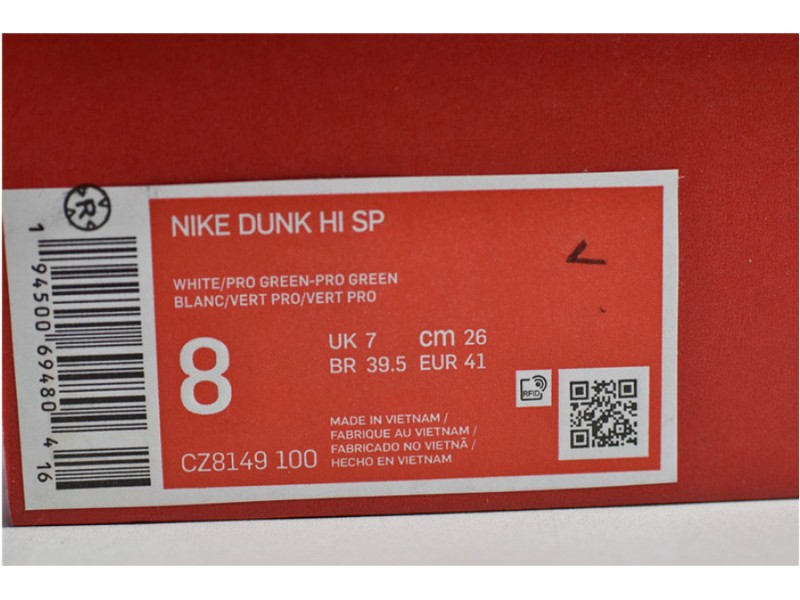 R
1 94500 69480 4 16
NIKE DUNK HI SP
WHITE/PRO GREEN-PRO GREEN
BLANC/VERT PRO/VERT PRO
8
UK 7 cm 26
BR 39.5 EUR 41
RFID
MADE IN VIETNAM /
FABRIQUE AU VIETNAM /
FABRICADO NO VIETNÃ /
HECHO EN VIETNAM
CZ8149 100